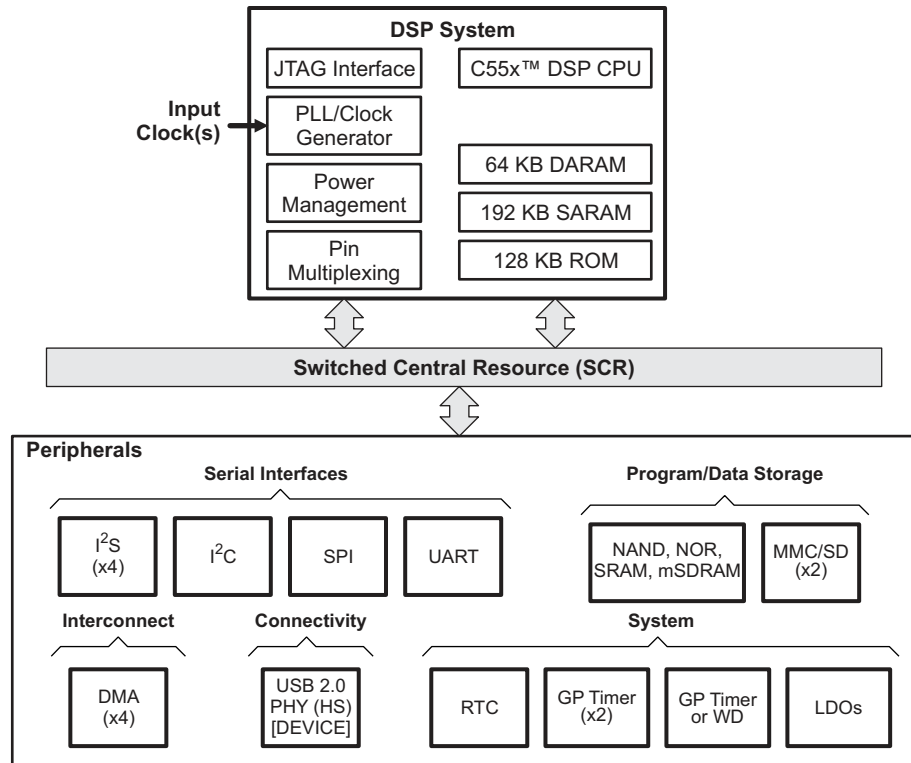 DSP System
JTAG Interface
C55x™ DSP CPU
Input
Clock(s)
PLL/Clock
Generator
Power
Management
Pin
Multiplexing
64 KB DARAM
192 KB SARAM
128 KB ROM
Switched Central Resource (SCR)
Peripherals
Serial Interfaces
Program/Data Storage
I²S
(x4)
I²C
SPI
UART
NAND, NOR,
SRAM, mSDRAM
MMC/SD
(x2)
Interconnect
Connectivity
System
DMA
(x4)
USB 2.0
PHY (HS)
[DEVICE]
RTC
GP Timer
(x2)
GP Timer
or WD
LDOs